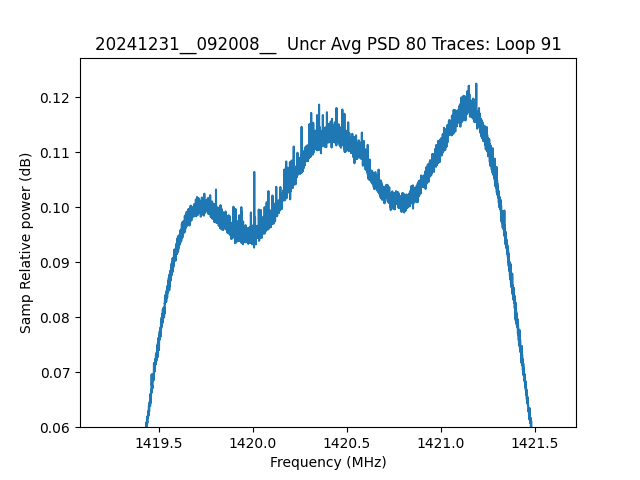 20241231__092008__  Uncr Avg PSD 80 Traces: Loop 91
0.12
0.11
0.10
0.09
0.08
0.07
0.06
Samp Relative power (dB)
1419.5 1420.0 1420.5 1421.0 1421.5
Frequency (MHz)